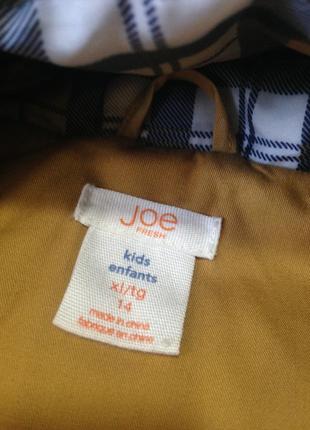 Joe
FRESH
kids
enfants
xl/tg
14
made in china
fabriqué en chine